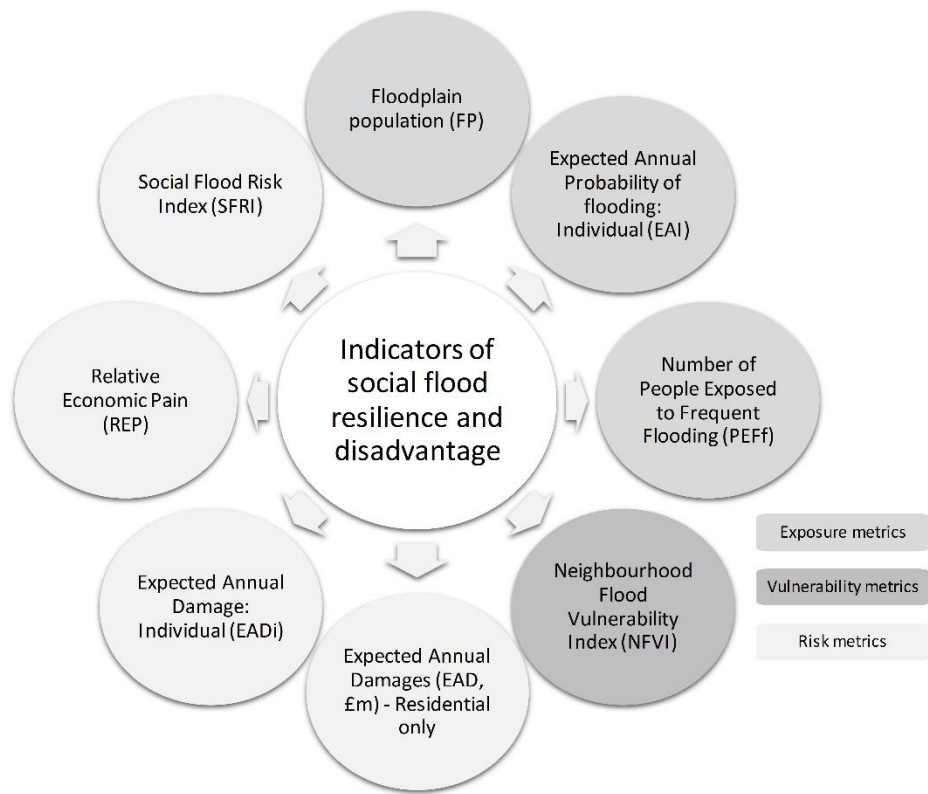 Floodplain
population (FP)
Expected Annual
Probability of
flooding:
Individual (EAI)
Number of
People Exposed
to Frequent
Flooding (PEFf)
Neighbourhood
Flood
Vulnerability
Index (NFVI)
Expected Annual
Damages (EAD,
£m) - Residential
only
Expected Annual
Damage:
Individual (EADi)
Relative
Economic Pain
(REP)
Social Flood Risk
Index (SFRI)
Indicators of
social flood
resilience and
disadvantage
Exposure metrics
Vulnerability metrics
Risk metrics